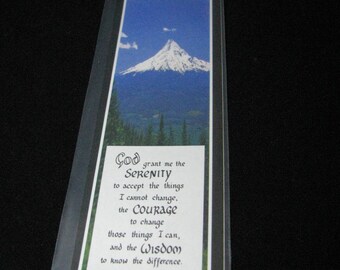 God
grant me the
SERENITY
to accept the things
I cannot change,
the COURAGE
to change
those things I can,
and the WISDOM
to know the difference.